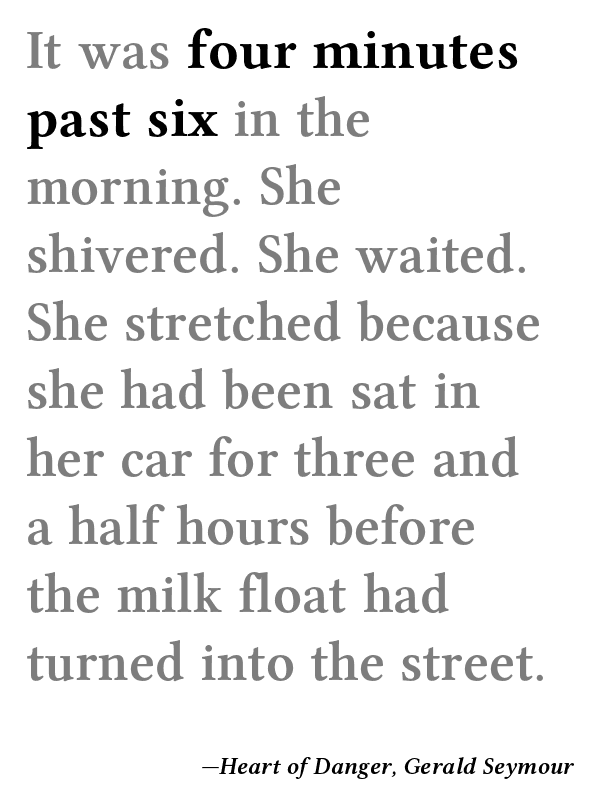 It was four minutes
past six in the
morning. She
shivered. She waited.
She stretched because
she had been sat in
her car for three and
a half hours before
the milk float had
turned into the street.
—Heart of Danger, Gerald Seymour